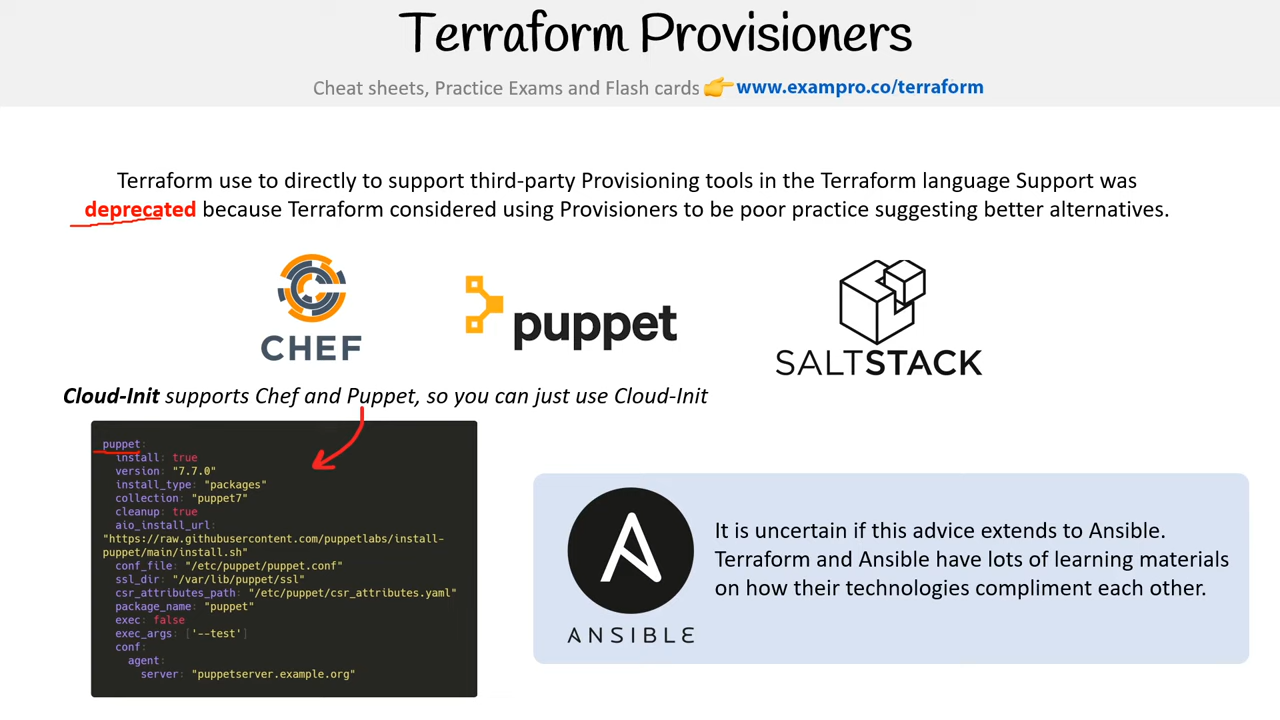 Terraform Provisioners
Cheat sheets, Practice Exams and Flash cards 👉 www.exampro.co/terraform
Terraform use to directly to support third-party Provisioning tools in the Terraform language Support was
deprecated because Terraform considered using Provisioners to be poor practice suggesting better alternatives.
CHEF
puppet
SALTSTACK
Cloud-Init supports Chef and Puppet, so you can just use Cloud-Init
puppet:
install: true
version: "7.7.0"
install_type: "packages"
collection: "puppet7"
cleanup: true
aio_install_url:
"https://raw.githubusercontent.com/puppetlabs/install-
puppet/main/install.sh"
conf_file: "/etc/puppet/puppet.conf"
ssl_dir: "/var/lib/puppet/ssl"
csr_attributes_path: "/etc/puppet/csr_attributes.yaml"
package_name: "puppet"
exec: false
exec_args: ['--test']
conf:
agent:
server: "puppetserver.example.org"
ANSIBLE
It is uncertain if this advice extends to Ansible.
Terraform and Ansible have lots of learning materials
on how their technologies compliment each other.